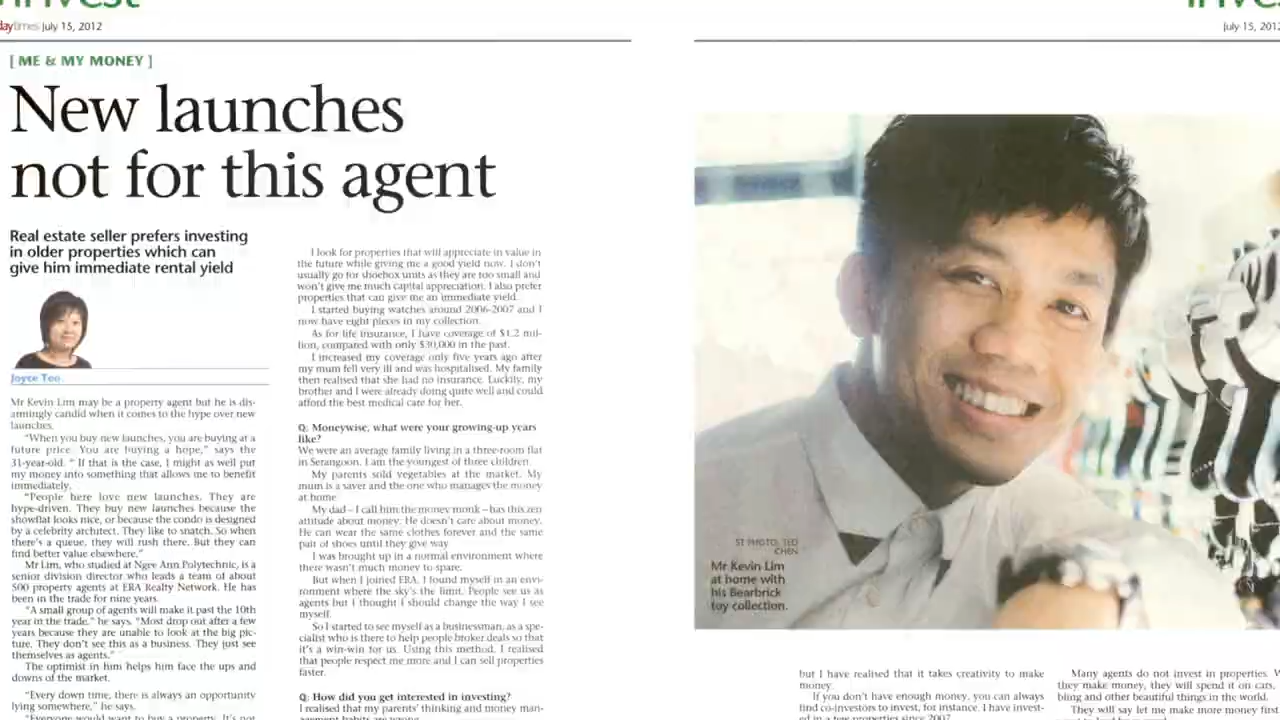 July 15, 2012
July 15, 2012
[ ME & MY MONEY ]
New launches
not for this agent
Real estate seller prefers investing
in older properties which can
give him immediate rental yield
Joyce Teo
Mr Kevin Lim may be a property agent but he is dis-
armingly candid when it comes to the hype over new
launches.
"When you buy new launches, you are buying at a
future price. You are buying a hope," says the
31-year-old. " If that is the case, I might as well put
my money into something that allows me to benefit
immediately.
"People here love new launches. They are
hype-driven. They buy new launches because the
showflat looks nice, or because the condo is designed
by a celebrity architect. They like to snatch. So when
there's a queue, they will rush there. But they can
find better value elsewhere."
Mr Lim, who studied at Ngee Ann Polytechnic, is a
senior division director who leads a team of about
500 property agents at ERA Realty Network. He has
been in the trade for nine years.
"A small group of agents will make it past the 10th
year in the trade," he says. "Most drop out after a few
years because they are unable to look at the big pic-
ture. They don't see this as a business. They just see
themselves as agents."
The optimist in him helps him face the ups and
downs of the market.
"Every down time, there is always an opportunity
lying somewhere," he says.
"Everyone would want to buy a property. It's not
I look for properties that will appreciate in value in
the future while giving me a good yield now. I don't
usually go for shoebox units as they are too small and
won't give me much capital appreciation. I also prefer
properties that can give me an immediate yield.
I started buying watches around 2006-2007 and I
now have eight pieces in my collection.
As for life insurance, I have coverage of $1.2 mil-
lion, compared with only $30,000 in the past.
I increased my coverage only five years ago after
my mum fell very ill and was hospitalised. My family
then realised that she had no insurance. Luckily, my
brother and I were already doing quite well and could
afford the best medical care for her.
Q: Moneywise, what were your growing-up years
like?
We were an average family living in a three-room flat
in Serangoon. I am the youngest of three children.
My parents sold vegetables at the market. My
mum is a saver and the one who manages the money
at home.
My dad – I call him the money monk – has this zen
attitude about money. He doesn't care about money.
He can wear the same clothes forever and the same
pair of shoes until they give way.
I was brought up in a normal environment where
there wasn't much money to spare.
But when I joined ERA, I found myself in an envi-
ronment where the sky's the limit. People see us as
agents but I thought I should change the way I see
myself.
So I started to see myself as a businessman, as a spe-
cialist who is there to help people broker deals so that
it's a win-win for us. Using this method, I realised
that people respect me more and I can sell properties
faster.
Q: How did you get interested in investing?
I realised that my parents' thinking and money man-
agement habits are wrong
ST PHOTO: TED
CHEN
Mr Kevin Lim
at home with
his Bearbrick
toy collection.
but I have realised that it takes creativity to make
money.
If you don't have enough money, you can always
find co-investors to invest, for instance. I have invest-
ed in a few properties since 2007
Many agents do not invest in properties.
they make money, they will spend it on cars,
bling and other beautiful things in the world.
They will say let me make more money first